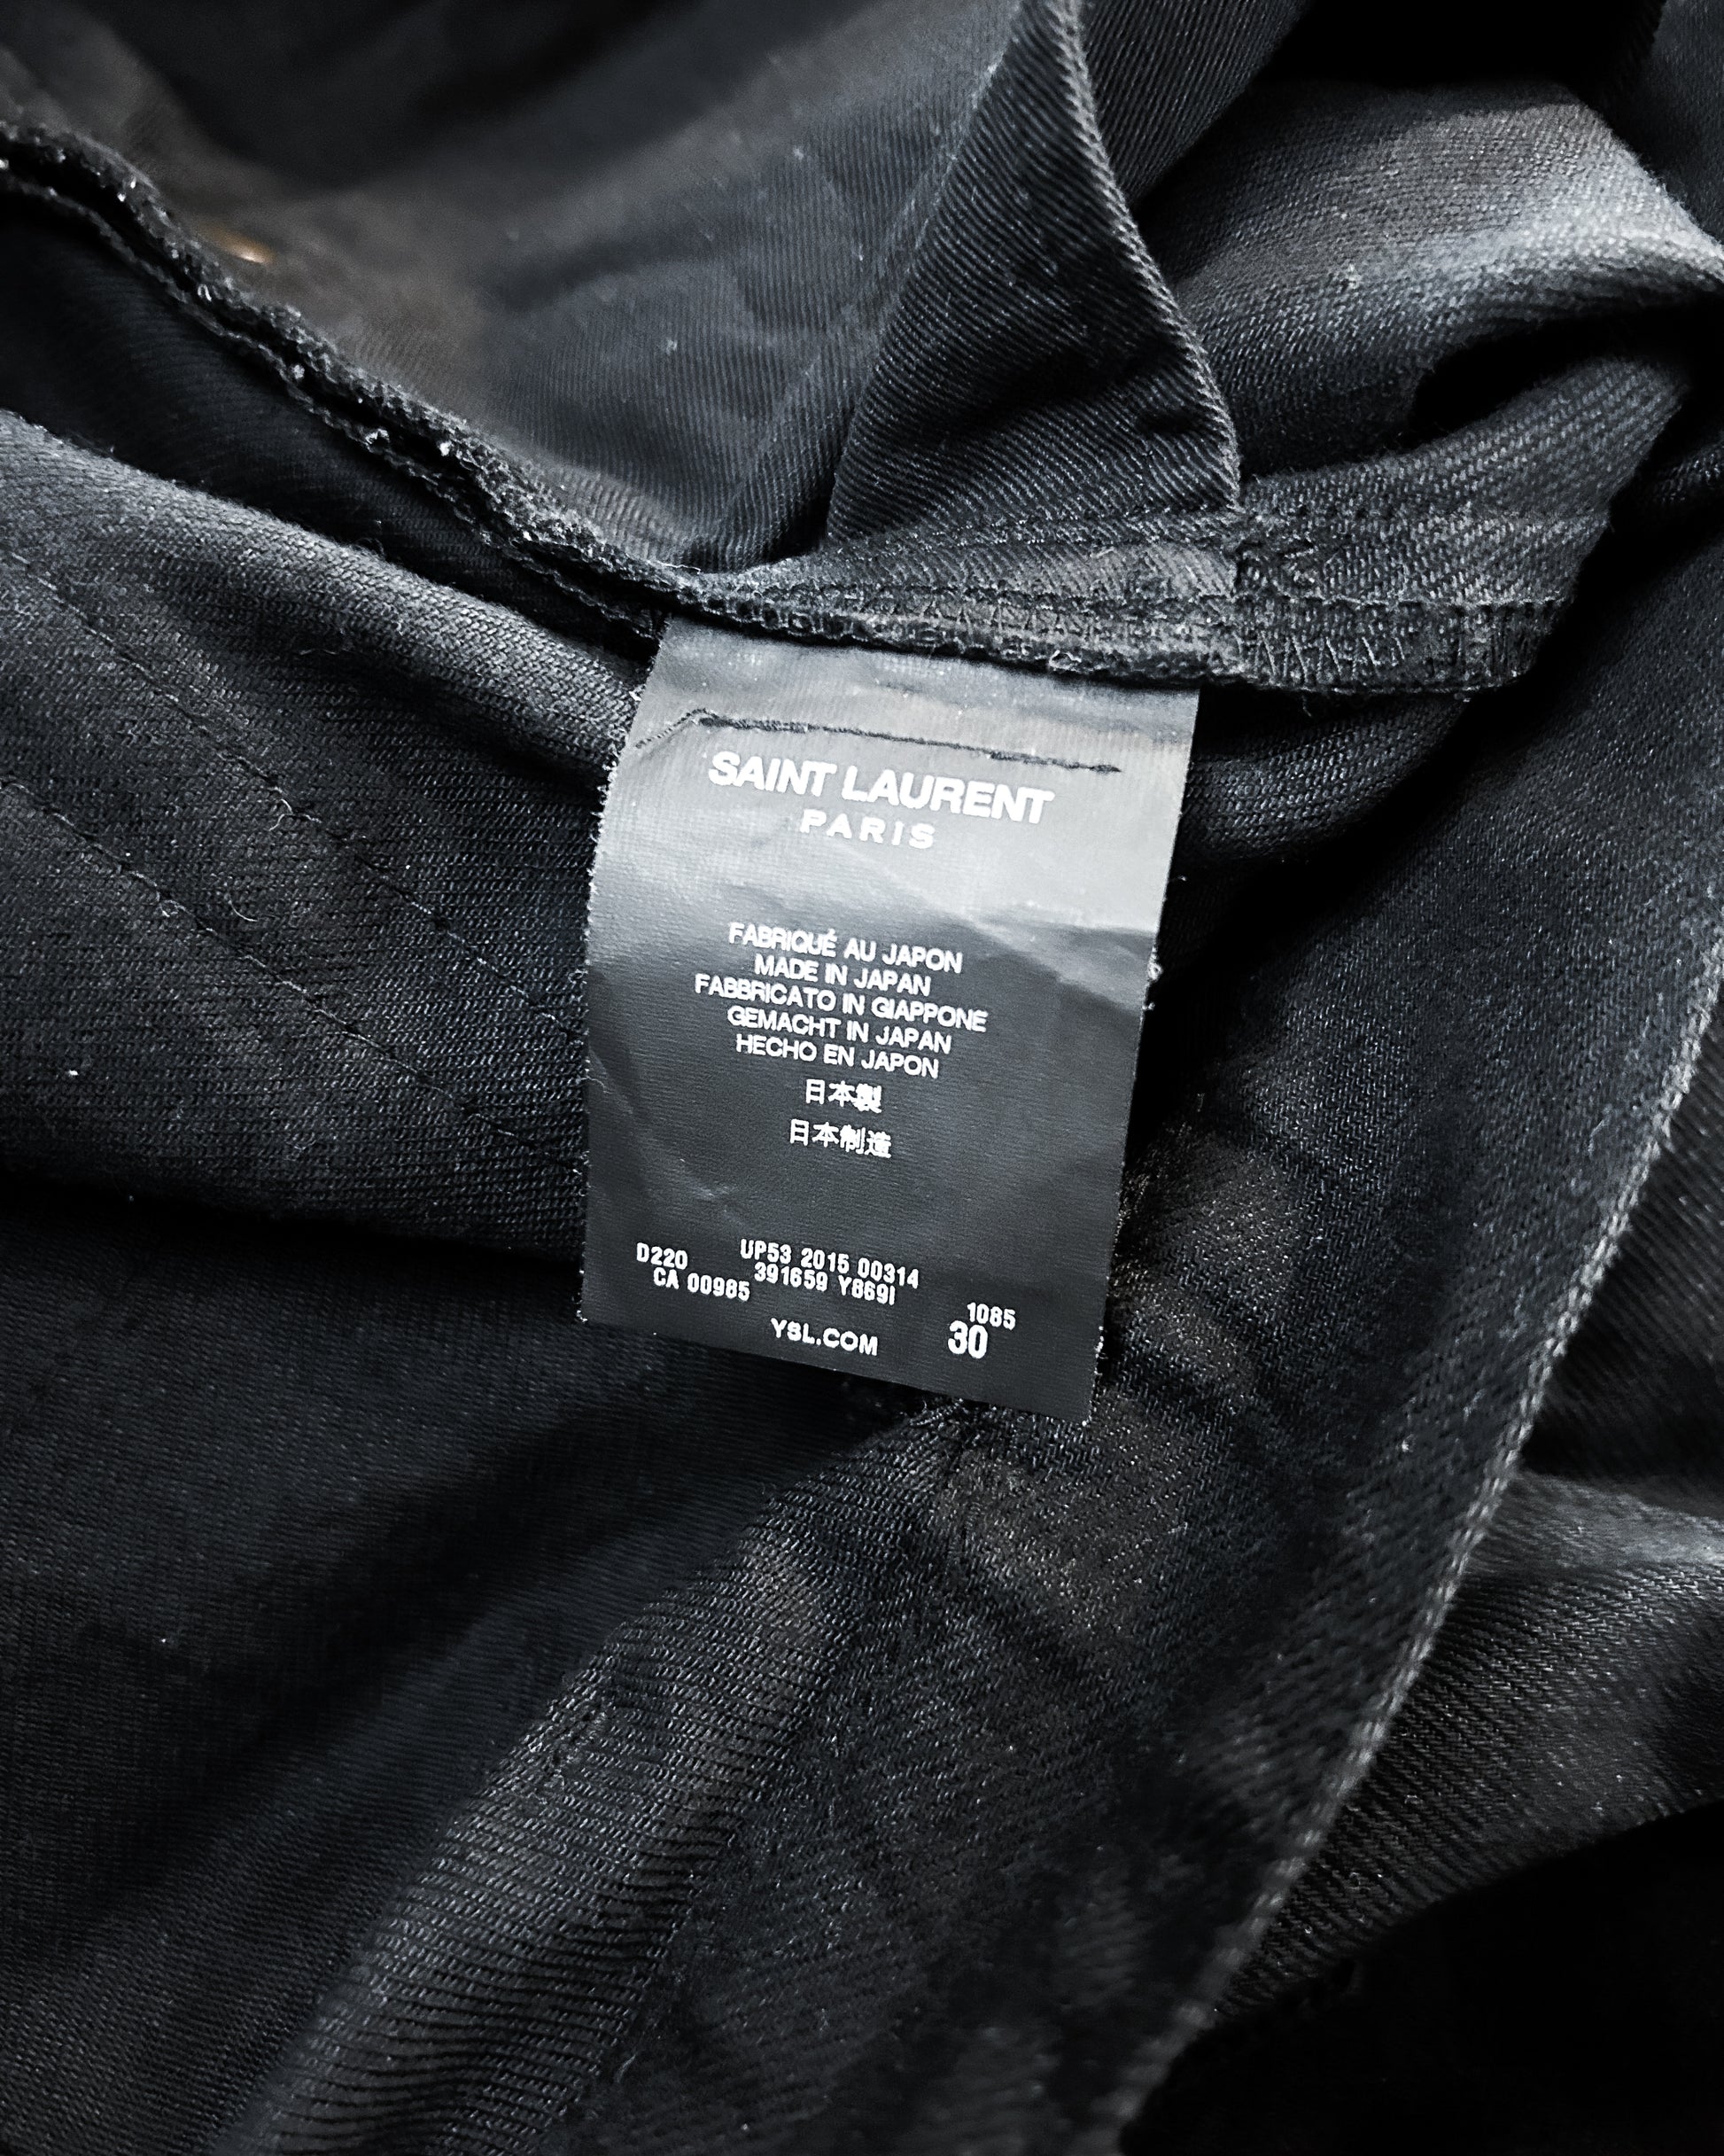 SAINT LAURENT
PARIS
FABRIQUÉ AU JAPON
MADE IN JAPAN
FABBRICATO IN GIAPPONE
GEMACHT IN JAPAN
HECHO EN JAPON
日本製
日本制造
D220 UP53 2015 00314
CA 00985 391659 Y869I
1085
YSL.COM 30